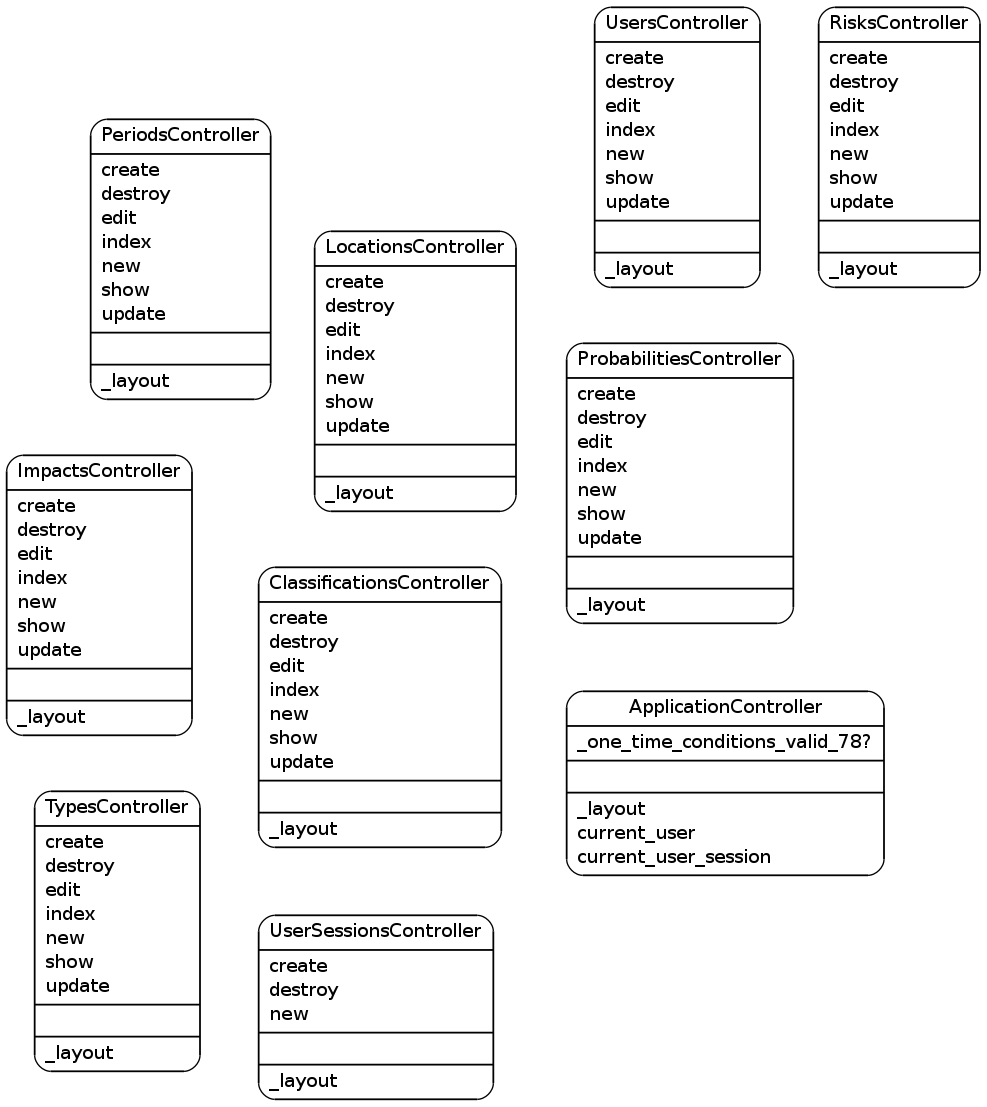 UsersController
create
destroy
edit
index
new
show
update
_layout
RisksController
create
destroy
edit
index
new
show
update
_layout
PeriodsController
create
destroy
edit
index
new
show
update
_layout
LocationsController
create
destroy
edit
index
new
show
update
_layout
ProbabilitiesController
create
destroy
edit
index
new
show
update
_layout
ImpactsController
create
destroy
edit
index
new
show
update
_layout
ClassificationsController
create
destroy
edit
index
new
show
update
_layout
ApplicationController
_one_time_conditions_valid_78?
_layout
current_user
current_user_session
TypesController
create
destroy
edit
index
new
show
update
_layout
UserSessionsController
create
destroy
new
_layout